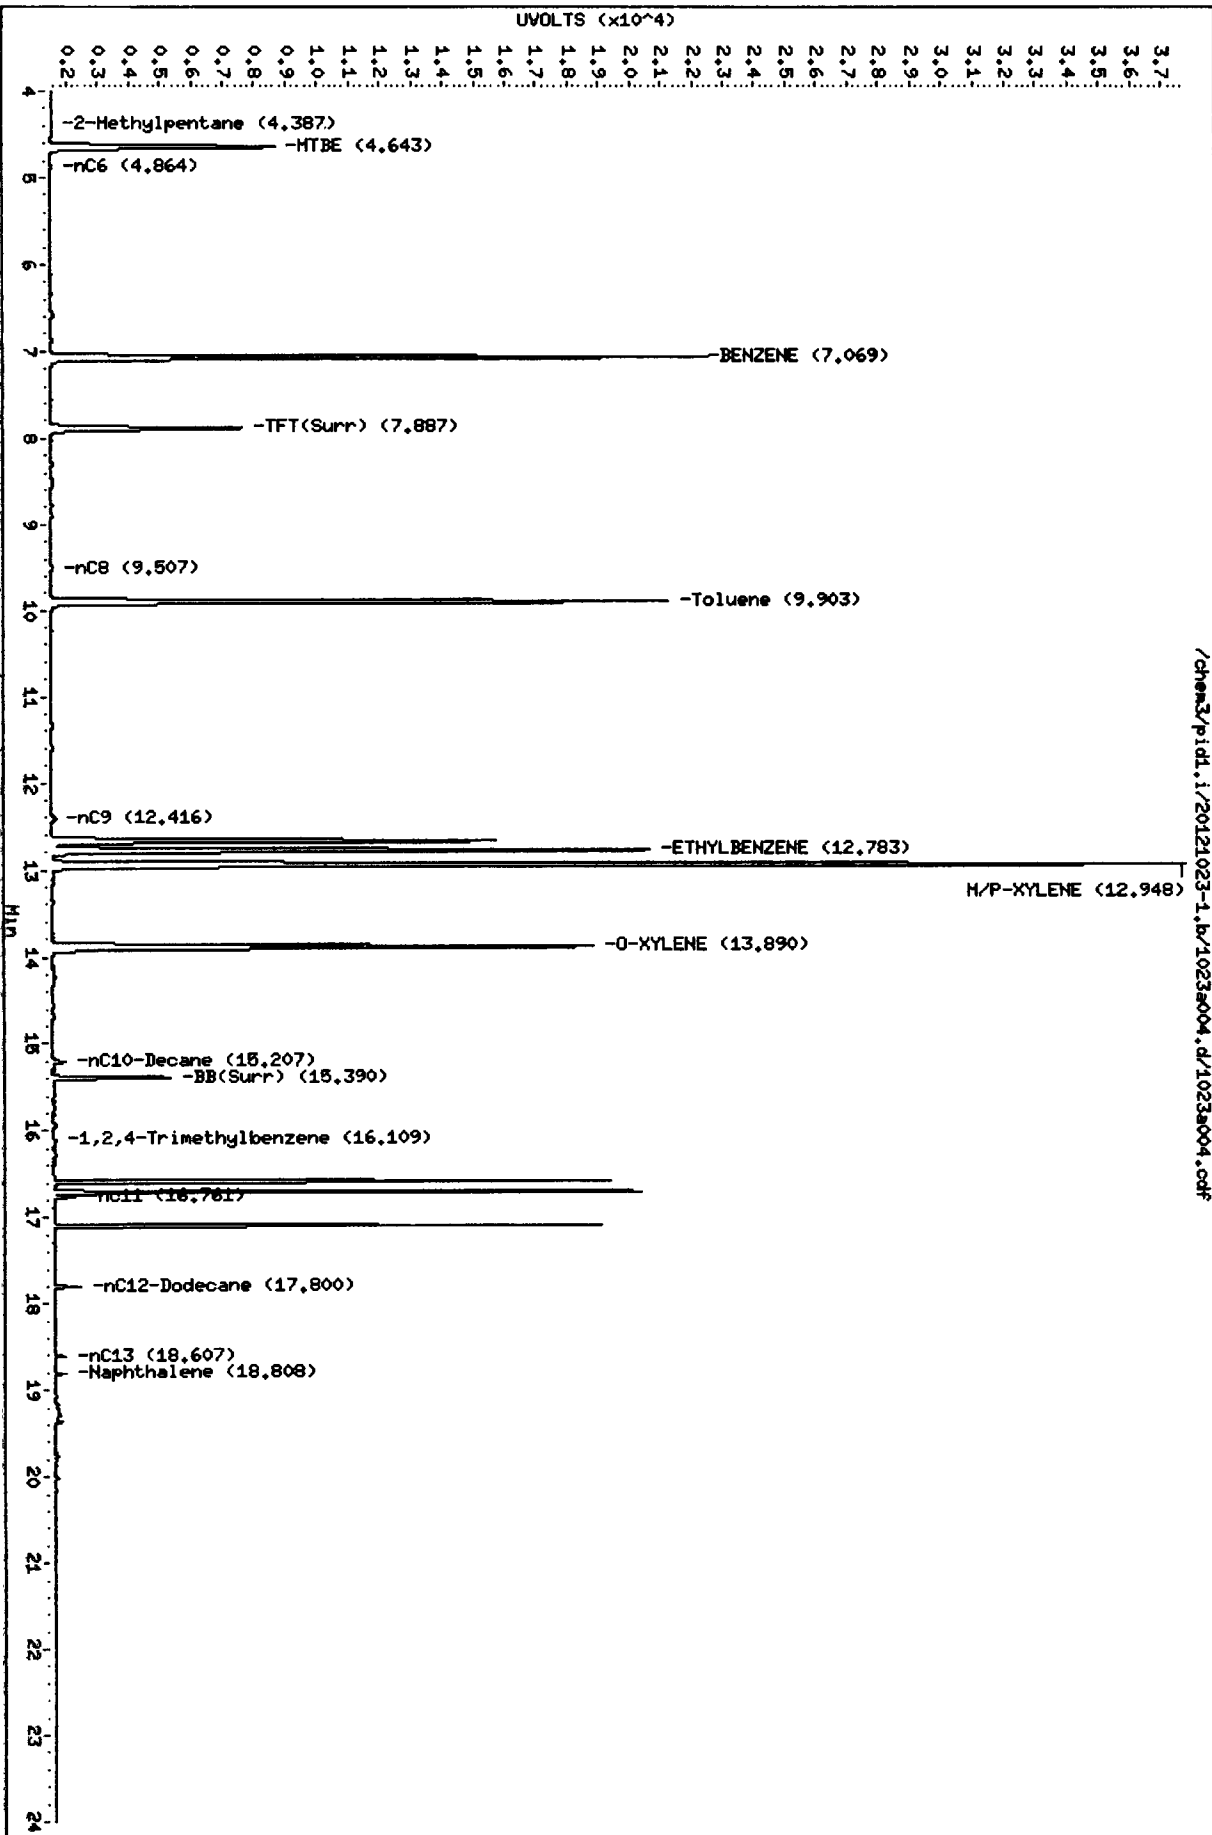 UVOLTS (x10^4)
0.2
0.3
0.4
0.5
0.6
0.7
0.8
0.9
1.0
1.1
1.2
1.3
1.4
1.5
1.6
1.7
1.8
1.9
2.0
2.1
2.2
2.3
2.4
2.5
2.6
2.7
2.8
2.9
3.0
3.1
3.2
3.3
3.4
3.5
3.6
3.7
/chem3/pid1.i/20121023-1.b/1023a004.d/1023a004.cdf
-2-Methylpentane (4.387)
-MTBE (4.643)
-nC6 (4.864)
-BENZENE (7.069)
-TFT(Surr) (7.887)
-nC8 (9.507)
-Toluene (9.903)
-nC9 (12.416)
-ETHYLBENZENE (12.783)
M/P-XYLENE (12.948)
-O-XYLENE (13.890)
-nC10-Decane (15.207)
-BB(Surr) (15.390)
-1,2,4-Trimethylbenzene (16.109)
-nC11 (16.761)
-nC12-Dodecane (17.800)
-nC13 (18.607)
-Naphthalene (18.808)
4
5
6
7
8
9
10
11
12
13
14
15
16
17
18
19
20
21
22
23
24
Min